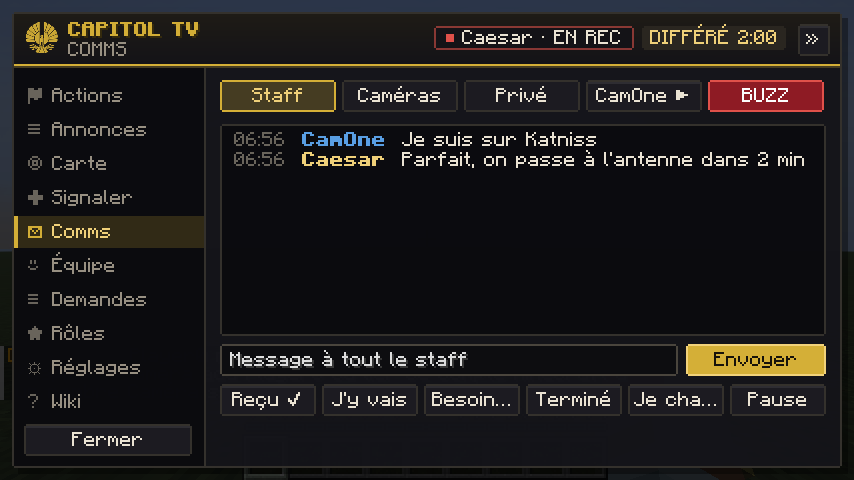 CAPITOL TV
COMMS
Caesar · EN REC
DIFFÉRÉ 2:00
»
Actions
Annonces
Carte
Signaler
Comms
Équipe
Demandes
Rôles
Réglages
? Wiki
Fermer
Staff
Caméras
Privé
CamOne ►
BUZZ
06:56 CamOne Je suis sur Katniss
06:56 Caesar Parfait, on passe à l'antenne dans 2 min
Message à tout le staff
Envoyer
Reçu ✓
J'y vais
Besoin...
Terminé
Je cha...
Pause